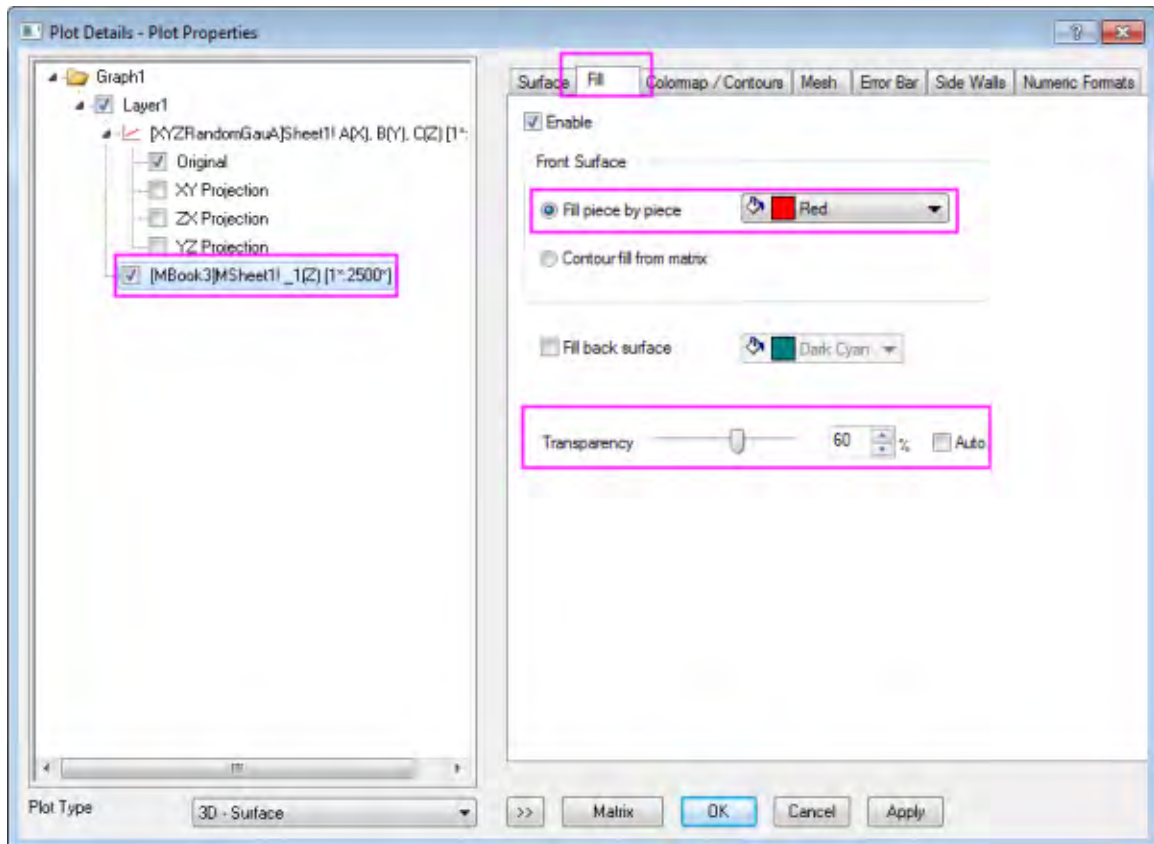 Plot Details - Plot Properties
Graph1
Layer1
[XYZRandomGauA]Sheet1! A(X), B(Y), C(Z) [1*:
Original
XY Projection
ZX Projection
YZ Projection
[MBook3]MSheet1! _1(Z) [1*:2500*]
Plot Type
3D - Surface
Surface
Fill
Colormap / Contours
Mesh
Error Bar
Side Walls
Numeric Formats
Enable
Front Surface
Fill piece by piece
Red
Contour fill from matrix
Fill back surface
Dark Cyan
Transparency
60
%
Auto
>>
Matrix
OK
Cancel
Apply